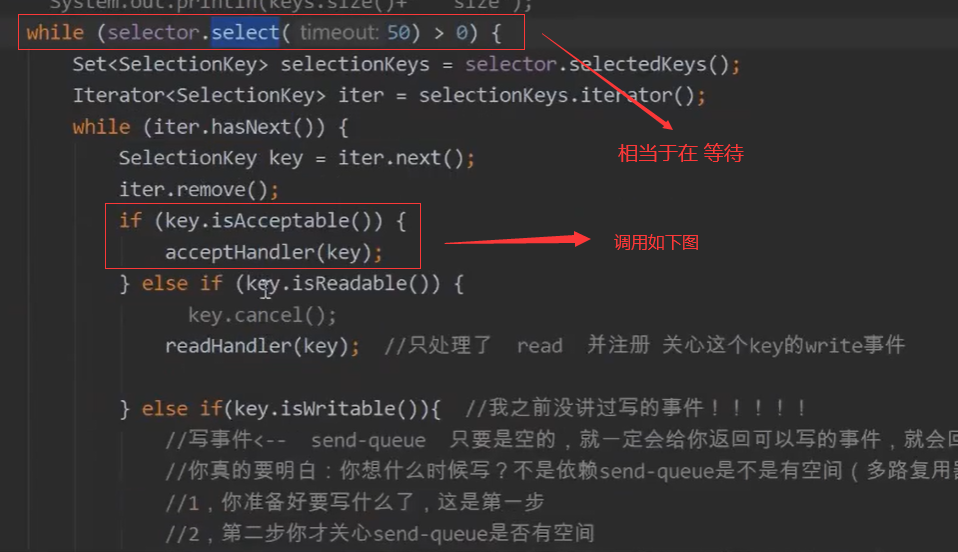 System.out.println(keys.size()+" size");
while (selector.select( timeout: 50) > 0) {
Set<SelectionKey> selectionKeys = selector.selectedKeys();
Iterator<SelectionKey> iter = selectionKeys.iterator();
while (iter.hasNext()) {
相当于在 等待
SelectionKey key = iter.next();
iter.remove();
if (key.isAcceptable()) {
调用如下图
acceptHandler(key);
} else if (key.isReadable()) {
key.cancel();
readHandler(key); //只处理了 read 并注册 关心这个key的write事件
} else if(key.isWritable()){ //我之前没讲过写的事件！！！！！
//写事件<-- send-queue 只要是空的，就一定会给你返回可以写的事件，就会回
//你真的要明白：你想什么时候写？不是依赖send-queue是不是有空间（多路复用器
//1，你准备好要写什么了，这是第一步
//2，第二步你才关心send-queue是否有空间